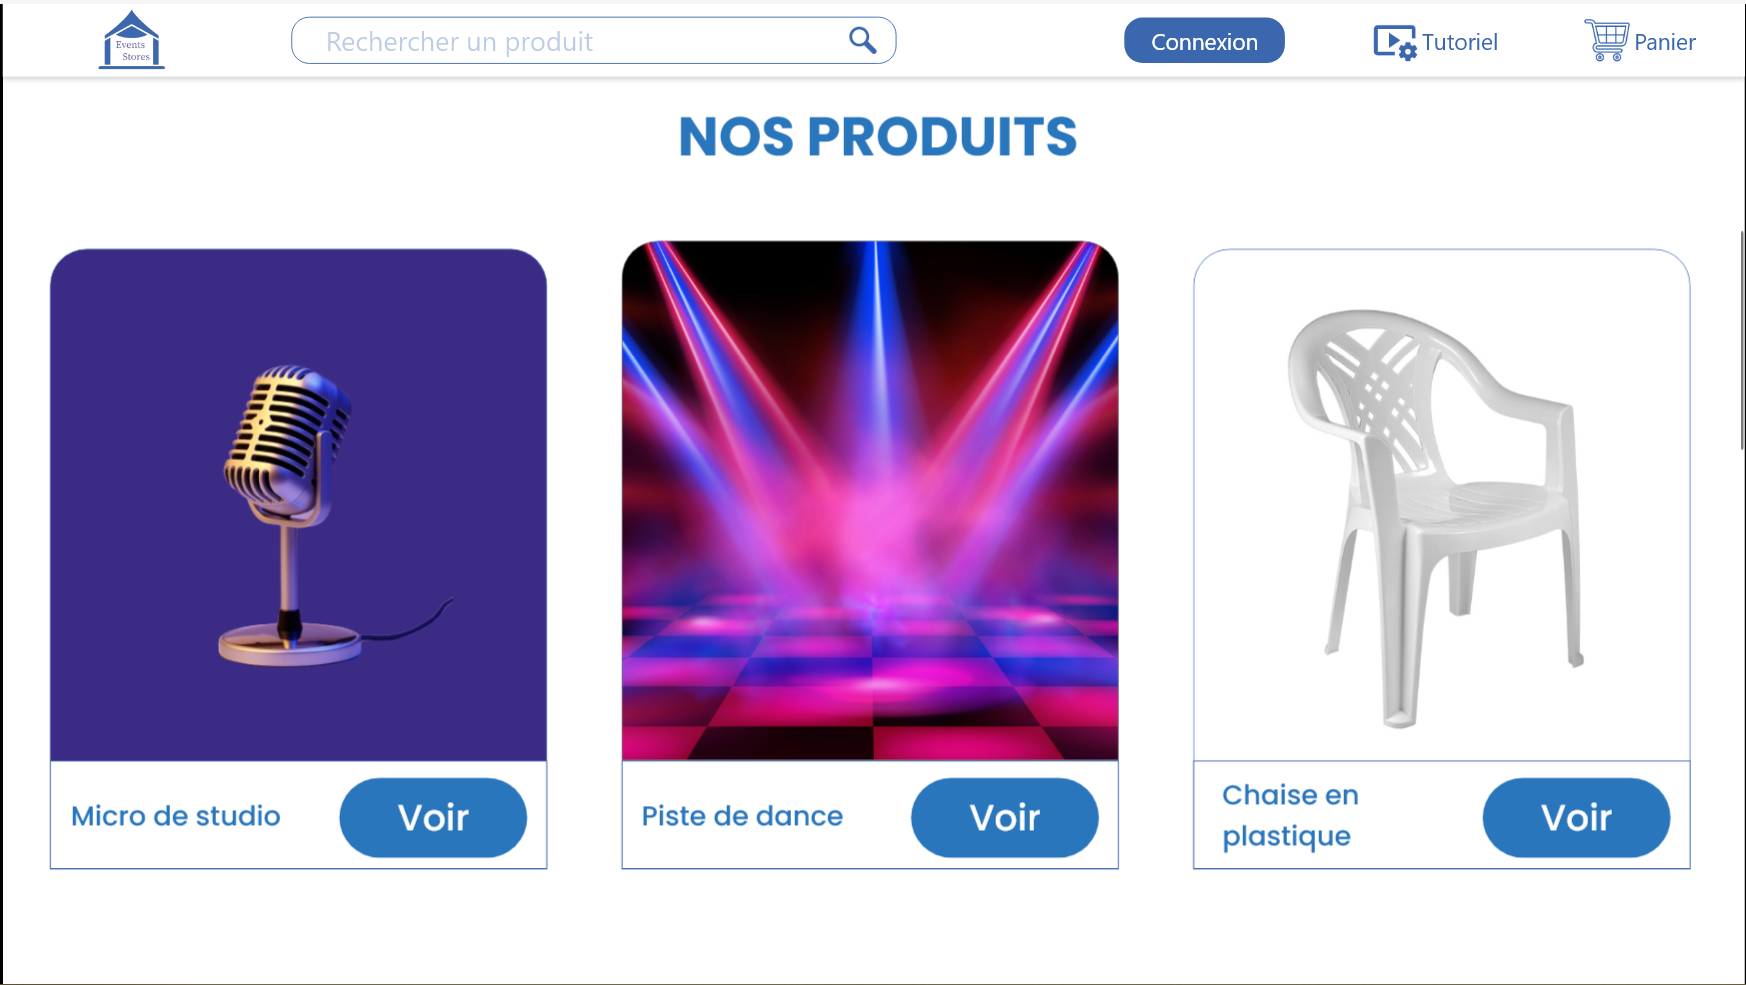 Events
Stores
Rechercher un produit
Connexion
Tutoriel
Panier
NOS PRODUITS
Micro de studio
Voir
Piste de dance
Voir
Chaise en
plastique
Voir